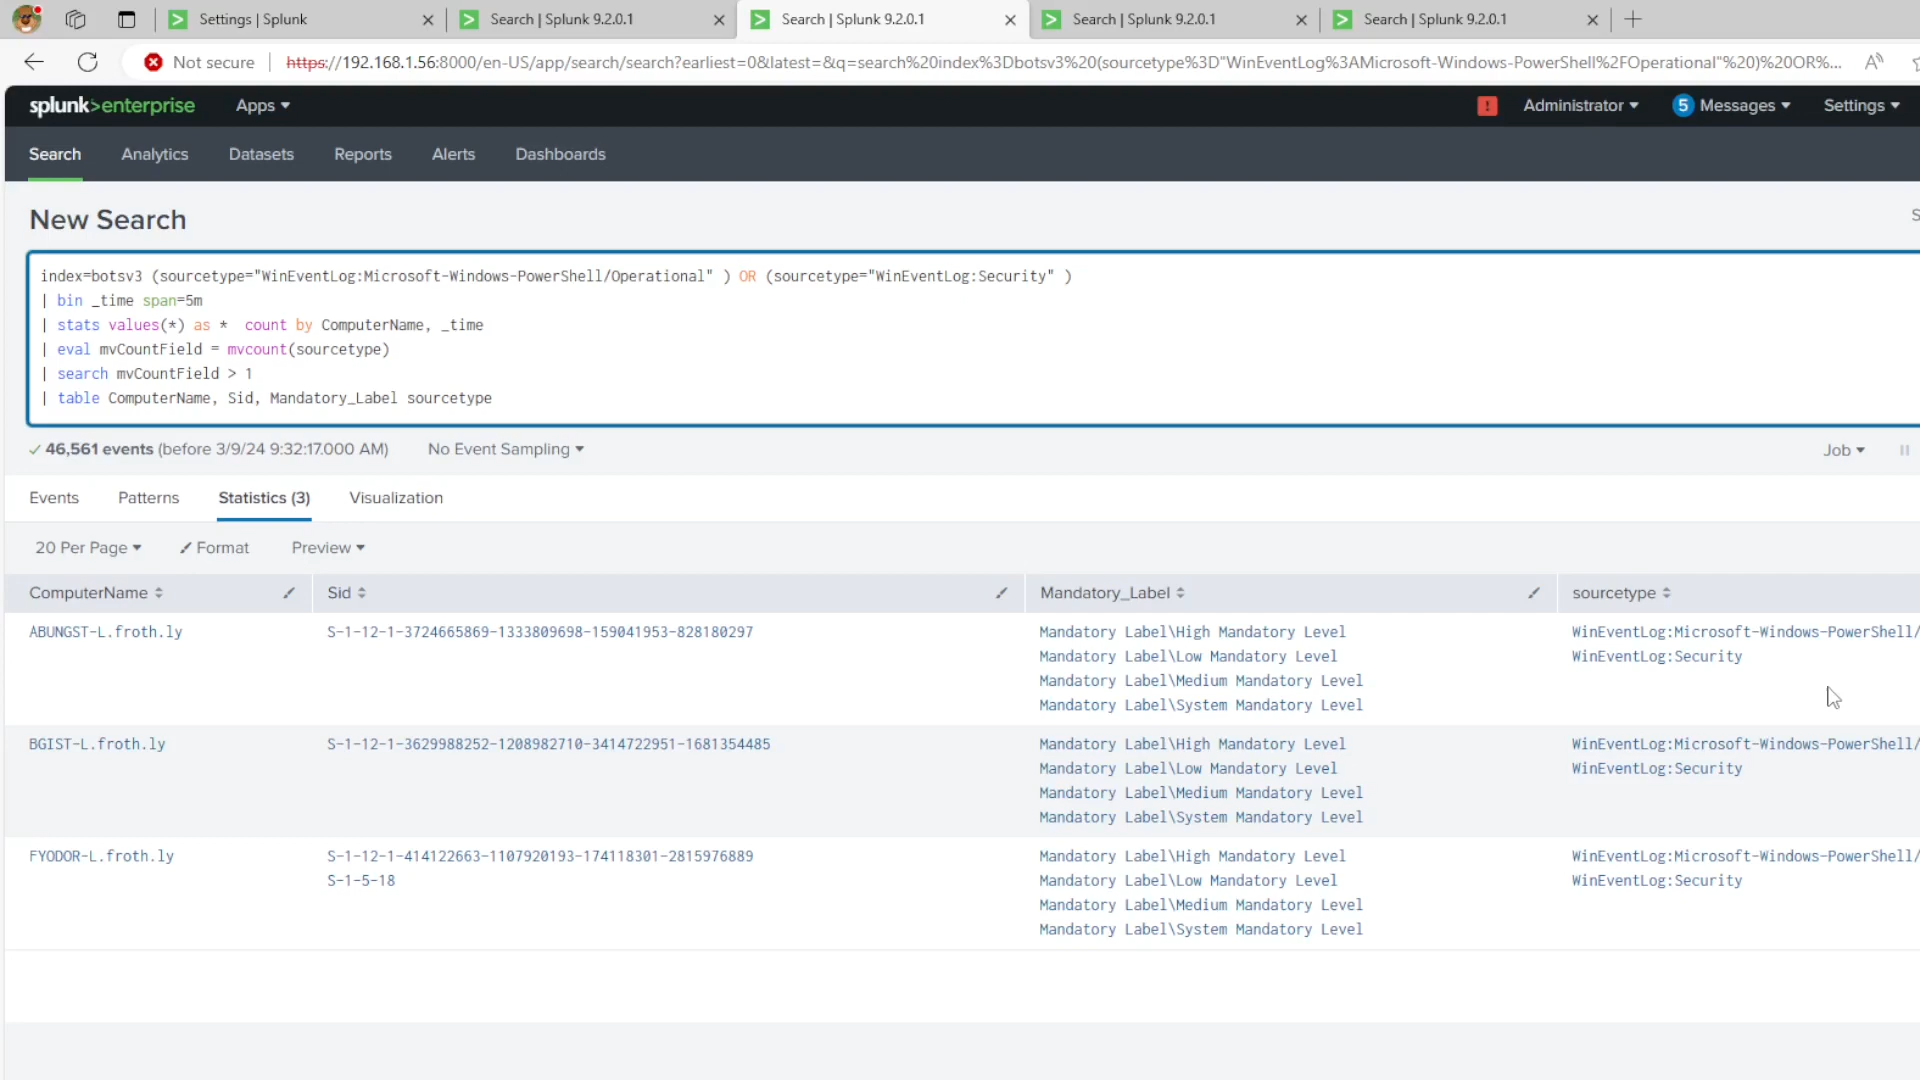 Settings | Splunk
Search | Splunk 9.2.0.1
Search | Splunk 9.2.0.1
Search | Splunk 9.2.0.1
Search | Splunk 9.2.0.1
Not secure
https://192.168.1.56:8000/en-US/app/search/search?earliest=0&latest=&q=search%20index%3Dbotsv3%20(sourcetype%3D"WinEventLog%3AMicrosoft-Windows-PowerShell%2FOperational"%20)%20OR%...
splunk>enterprise
Apps
Administrator
5 Messages
Settings
Search
Analytics
Datasets
Reports
Alerts
Dashboards
New Search
S
index=botsv3 (sourcetype="WinEventLog:Microsoft-Windows-PowerShell/Operational" ) OR (sourcetype="WinEventLog:Security" )
| bin _time span=5m
| stats values(*) as *  count by ComputerName, _time
| eval mvCountField = mvcount(sourcetype)
| search mvCountField > 1
| table ComputerName, Sid, Mandatory_Label sourcetype
46,561 events (before 3/9/24 9:32:17.000 AM)
No Event Sampling
Job
Events
Patterns
Statistics (3)
Visualization
20 Per Page
Format
Preview
ComputerName
Sid
Mandatory_Label
sourcetype
ABUNGST-L.froth.ly
S-1-12-1-3724665869-1333809698-159041953-828180297
Mandatory Label\High Mandatory Level
Mandatory Label\Low Mandatory Level
Mandatory Label\Medium Mandatory Level
Mandatory Label\System Mandatory Level
WinEventLog:Microsoft-Windows-PowerShell/
WinEventLog:Security
BGIST-L.froth.ly
S-1-12-1-3629988252-1208982710-3414722951-1681354485
Mandatory Label\High Mandatory Level
Mandatory Label\Low Mandatory Level
Mandatory Label\Medium Mandatory Level
Mandatory Label\System Mandatory Level
WinEventLog:Microsoft-Windows-PowerShell/
WinEventLog:Security
FYODOR-L.froth.ly
S-1-12-1-414122663-1107920193-174118301-2815976889
S-1-5-18
Mandatory Label\High Mandatory Level
Mandatory Label\Low Mandatory Level
Mandatory Label\Medium Mandatory Level
Mandatory Label\System Mandatory Level
WinEventLog:Microsoft-Windows-PowerShell/
WinEventLog:Security